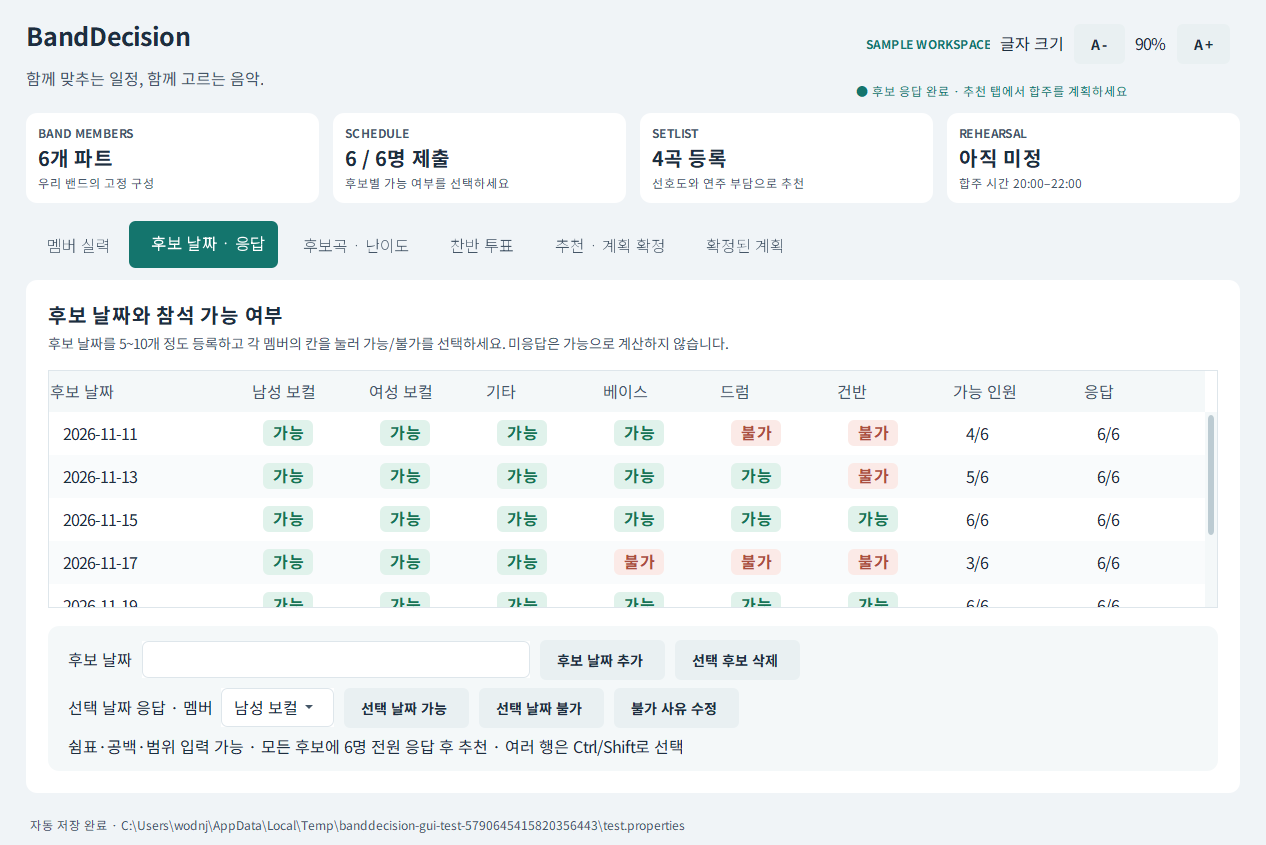 BandDecision
SAMPLE WORKSPACE 글자 크기 A- 90% A+
함께 맞추는 일정, 함께 고르는 음악.
● 후보 응답 완료 · 추천 탭에서 합주를 계획하세요
BAND MEMBERS
6개 파트
우리 밴드의 고정 구성
SCHEDULE
6 / 6명 제출
후보별 가능 여부를 선택하세요
SETLIST
4곡 등록
선호도와 연주 부담으로 추천
REHEARSAL
아직 미정
합주 시간 20:00–22:00
멤버 실력 후보 날짜 · 응답 후보곡 · 난이도 찬반 투표 추천 · 계획 확정 확정된 계획
후보 날짜와 참석 가능 여부
후보 날짜를 5~10개 정도 등록하고 각 멤버의 칸을 눌러 가능/불가를 선택하세요. 미응답은 가능으로 계산하지 않습니다.
후보 날짜 남성 보컬 여성 보컬 기타 베이스 드럼 건반 가능 인원 응답
2026-11-11 가능 가능 가능 가능 불가 불가 4/6 6/6
2026-11-13 가능 가능 가능 가능 가능 불가 5/6 6/6
2026-11-15 가능 가능 가능 가능 가능 가능 6/6 6/6
2026-11-17 가능 가능 가능 불가 불가 불가 3/6 6/6
2026-11-19 가능 가능 가능 가능 가능 가능 6/6 6/6
후보 날짜 후보 날짜 추가 선택 후보 삭제
선택 날짜 응답 · 멤버 남성 보컬 선택 날짜 가능 선택 날짜 불가 불가 사유 수정
쉼표·공백·범위 입력 가능 · 모든 후보에 6명 전원 응답 후 추천 · 여러 행은 Ctrl/Shift로 선택
자동 저장 완료 · C:\Users\wodnj\AppData\Local\Temp\banddecision-gui-test-5790645415820356443\test.properties